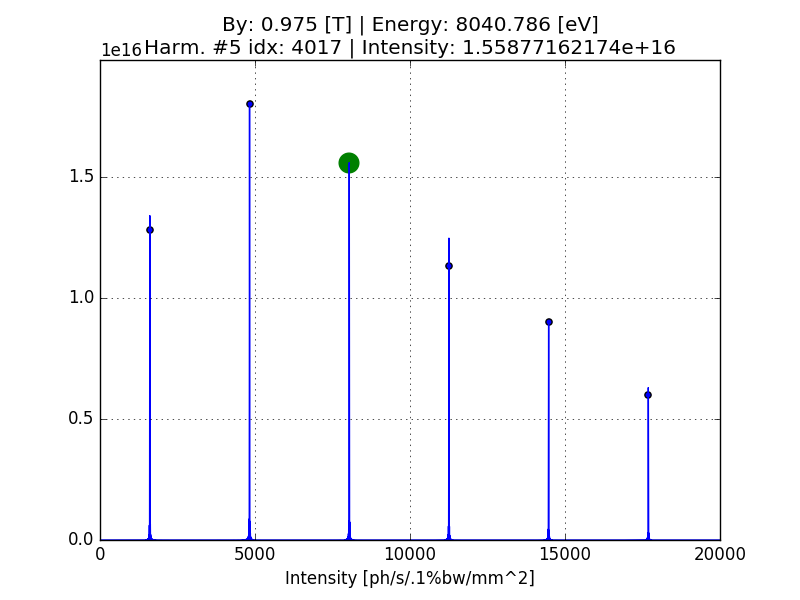 By: 0.975 [T] | Energy: 8040.786 [eV]
1e16 Harm. #5 idx: 4017 | Intensity: 1.55877162174e+16
1.5
1.0
0.5
0.0
0 5000 10000 15000 20000
Intensity [ph/s/.1%bw/mm^2]